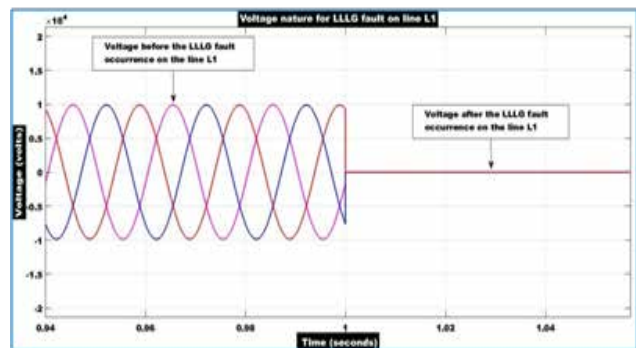 Voltage nature for LLLG fault on line L1
×10⁴
2
1.5
1
0.5
0
-0.5
-1
-1.5
-2
Voltage (volts)
Voltage before the LLLG fault
occurrence on the line L1
Voltage after the LLLG fault
occurrence on the line L1
0.94
0.96
0.98
1
1.02
1.04
Time (seconds)